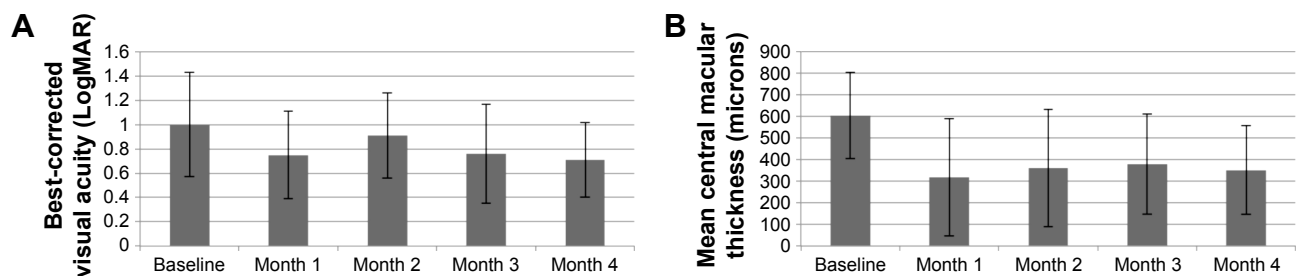 A
Best-corrected
visual acuity (LogMAR)
1.6
1.4
1.2
1
0.8
0.6
0.4
0.2
0
Baseline Month 1 Month 2 Month 3 Month 4
B
Mean central macular
thickness (microns)
900
800
700
600
500
400
300
200
100
0
Baseline Month 1 Month 2 Month 3 Month 4